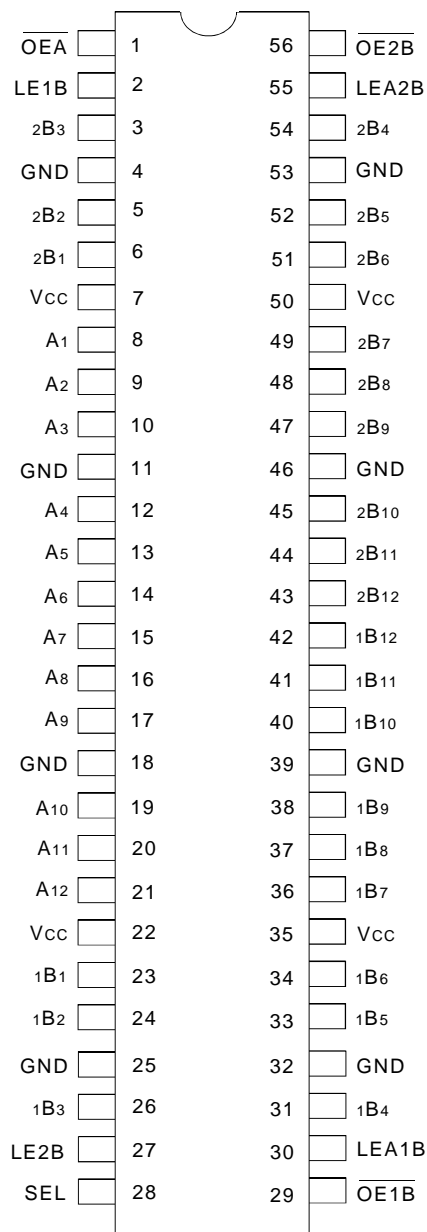 O̅E̅A̅ 1 56 O̅E̅2̅B̅
LE1B 2 55 LEA2B
2B3 3 54 2B4
GND 4 53 GND
2B2 5 52 2B5
2B1 6 51 2B6
VCC 7 50 VCC
A1 8 49 2B7
A2 9 48 2B8
A3 10 47 2B9
GND 11 46 GND
A4 12 45 2B10
A5 13 44 2B11
A6 14 43 2B12
A7 15 42 1B12
A8 16 41 1B11
A9 17 40 1B10
GND 18 39 GND
A10 19 38 1B9
A11 20 37 1B8
A12 21 36 1B7
VCC 22 35 VCC
1B1 23 34 1B6
1B2 24 33 1B5
GND 25 32 GND
1B3 26 31 1B4
LE2B 27 30 LEA1B
SEL 28 29 O̅E̅1̅B̅